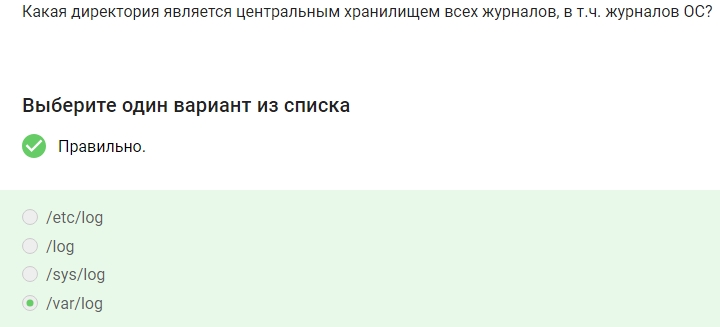 Какая директория является центральным хранилищем всех журналов, в т.ч. журналов ОС?
Выберите один вариант из списка
Правильно.
/etc/log
/log
/sys/log
/var/log